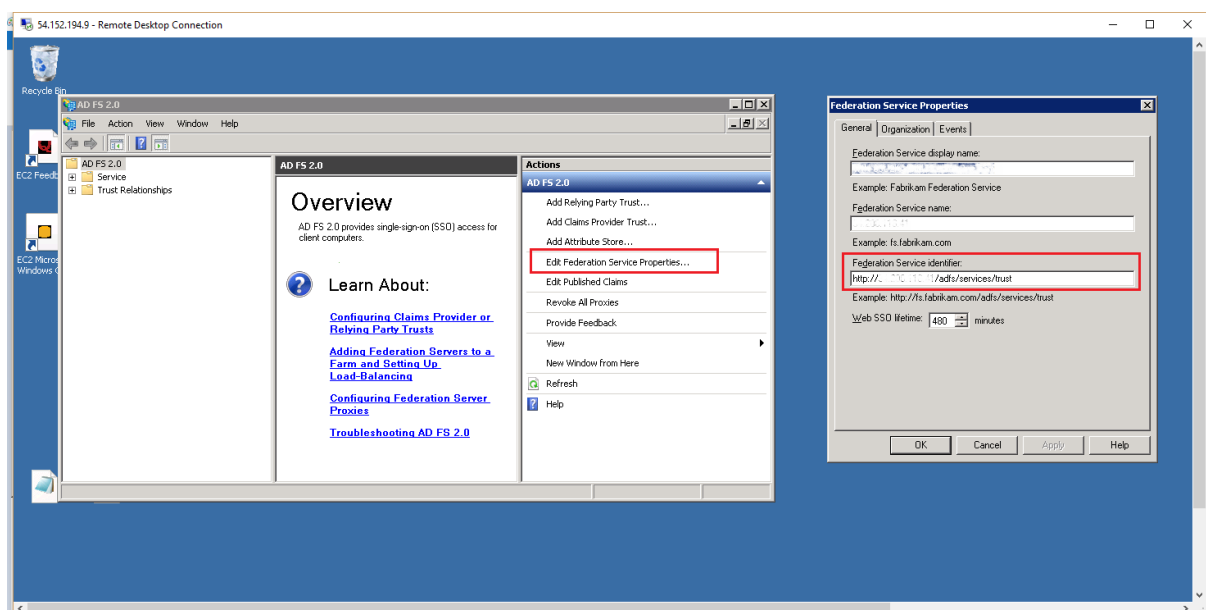 54.152.194.9 - Remote Desktop Connection
Recycle Bin
EC2 Feedb
EC2 Micros
Windows
AD FS 2.0
File Action View Window Help
AD FS 2.0
Service
Trust Relationships
AD FS 2.0
Overview
AD FS 2.0 provides single-sign-on (SSO) access for
client computers.
Learn About:
Configuring Claims Provider or
Relying Party Trusts
Adding Federation Servers to a
Farm and Setting Up
Load-Balancing
Configuring Federation Server
Proxies
Troubleshooting AD FS 2.0
Actions
AD FS 2.0
Add Relying Party Trust...
Add Claims Provider Trust...
Add Attribute Store...
Edit Federation Service Properties...
Edit Published Claims
Revoke All Proxies
Provide Feedback
View
New Window from Here
Refresh
Help
Federation Service Properties
General Organization Events
Federation Service display name:
Example: Fabrikam Federation Service
Federation Service name:
Example: fs.fabrikam.com
Federation Service identifier:
http:// /adfs/services/trust
Example: http://fs.fabrikam.com/adfs/services/trust
Web SSO lifetime: 480 minutes
OK Cancel Apply Help